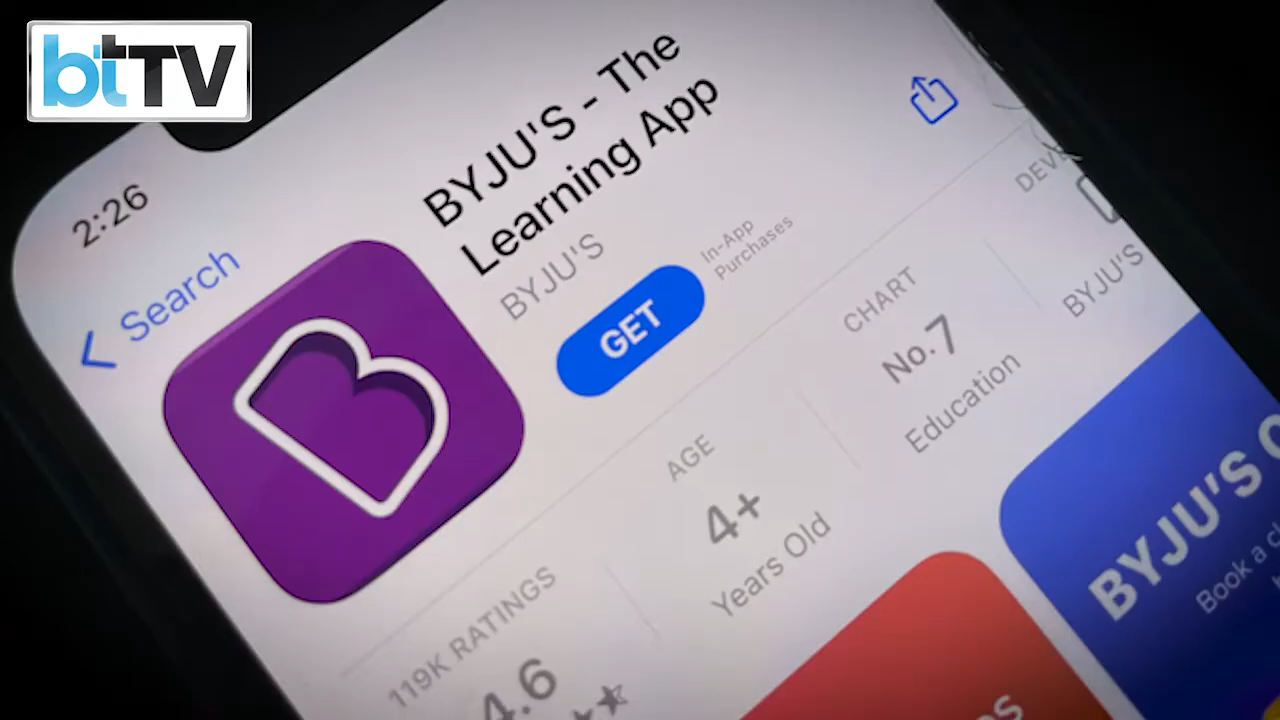 btTV
2:26
Search
BYJU'S - The
Learning App
BYJU'S
GET
In-App
Purchases
119K RATINGS
4.6
AGE
4+
Years Old
CHART
No. 7
Education
BYJU'S
BYJU'S
Book a